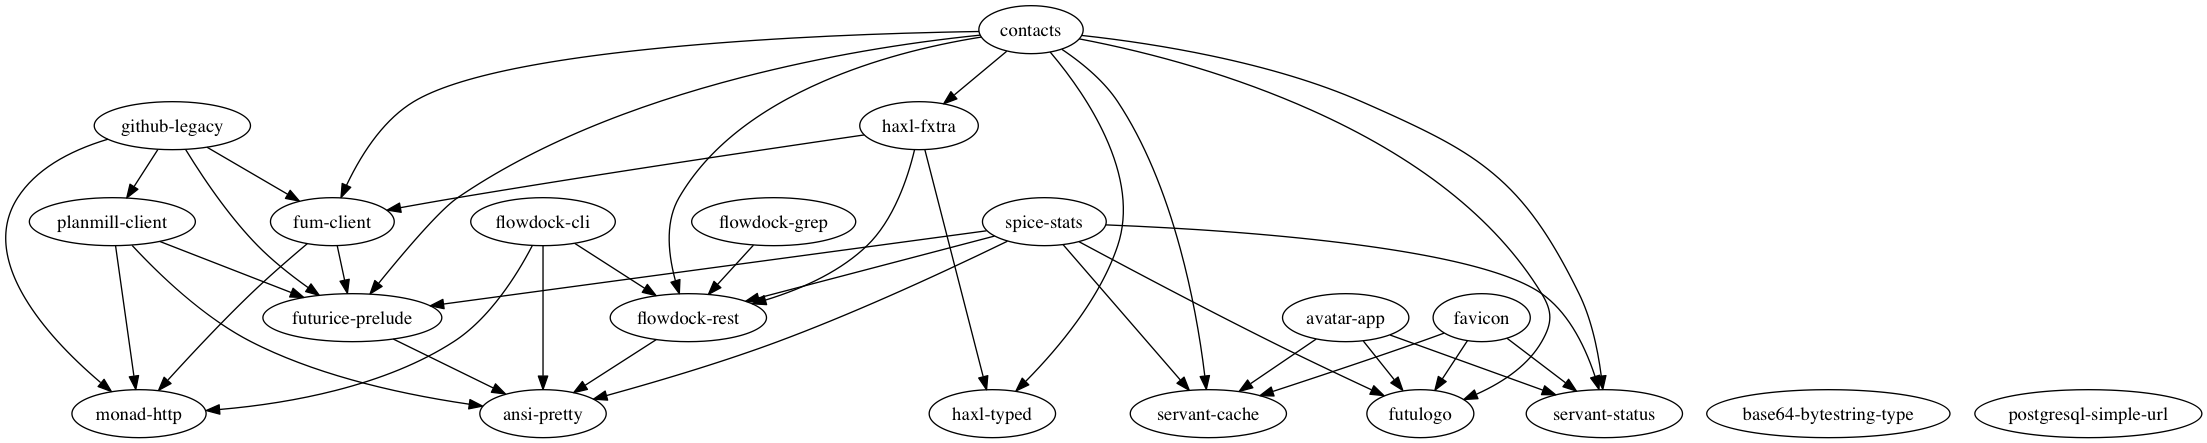 contacts
github-legacy
haxl-fxtra
planmill-client
fum-client
flowdock-cli
flowdock-grep
spice-stats
futurice-prelude
flowdock-rest
avatar-app
favicon
monad-http
ansi-pretty
haxl-typed
servant-cache
futulogo
servant-status
base64-bytestring-type
postgresql-simple-url